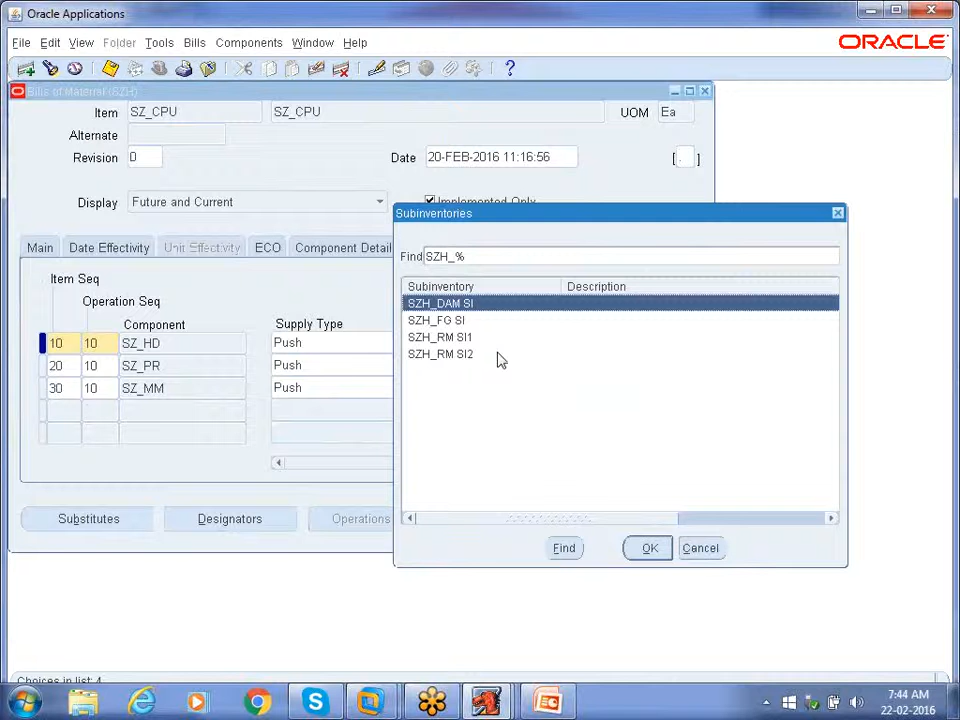 Oracle Applications
File Edit View Folder Tools Bills Components Window Help
ORACLE
Bills of Material (SZH)
Item SZ_CPU SZ_CPU UOM Ea
Alternate
Revision 0 Date 20-FEB-2016 11:16:56 [ . ]
Display Future and Current Implemented Only
Subinventories
Find SZH_%
Main Date Effectivity Unit Effectivity ECO Component Detail
Item Seq
Operation Seq
Component Supply Type
10 10 SZ_HD Push
20 10 SZ_PR Push
30 10 SZ_MM Push
Subinventory Description
SZH_DAM SI
SZH_FG SI
SZH_RM SI1
SZH_RM SI2
Substitutes Designators Operations
Find OK Cancel
Choices in list: 4
7:44 AM
22-02-2016